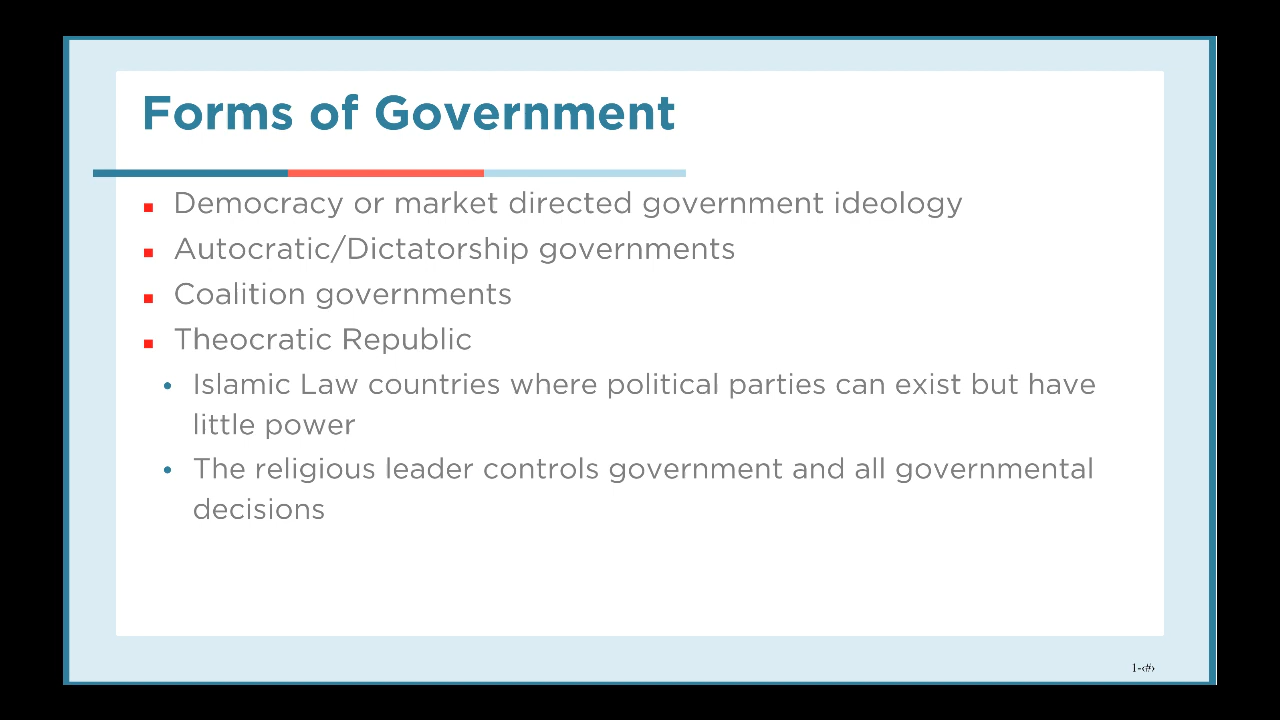 Forms of Government
▪ Democracy or market directed government ideology
▪ Autocratic/Dictatorship governments
▪ Coalition governments
▪ Theocratic Republic
• Islamic Law countries where political parties can exist but have
little power
• The religious leader controls government and all governmental
decisions
1-‹#›